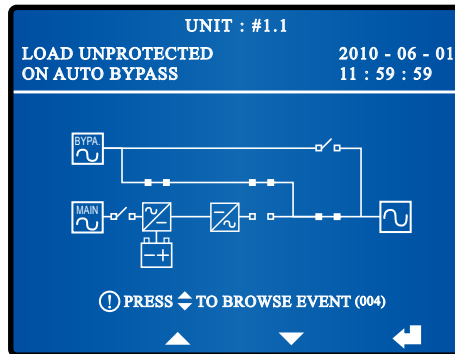 UNIT : #1.1
LOAD UNPROTECTED
2010 - 06 - 01
ON AUTO BYPASS
11 : 59 : 59
BYPA.
MAIN
! PRESS TO BROWSE EVENT (004)